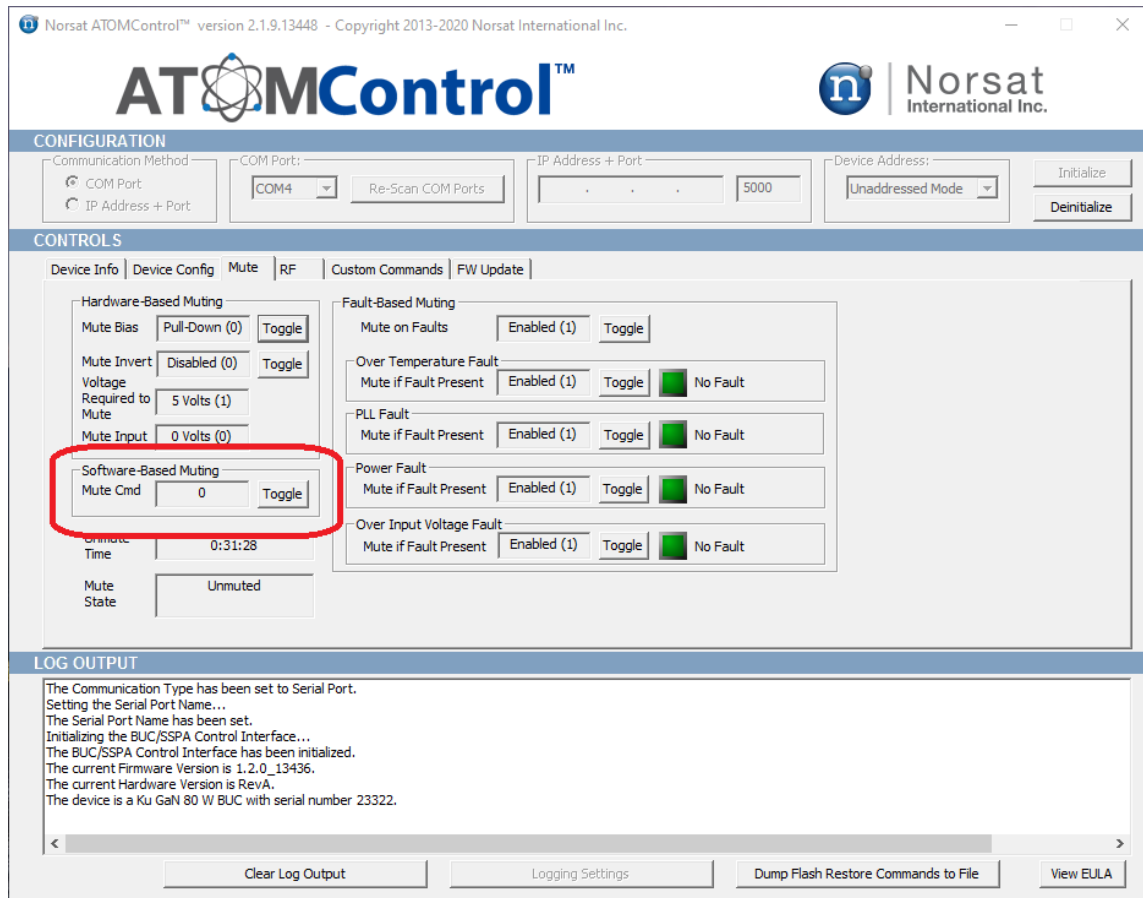 Norsat ATOMControl™ version 2.1.9.13448 - Copyright 2013-2020 Norsat International Inc.
ATOMControl™
n Norsat
International Inc.
CONFIGURATION
Communication Method
COM Port
IP Address + Port
COM Port:
COM4
Re-Scan COM Ports
IP Address + Port
. . .
5000
Device Address:
Unaddressed Mode
Initialize
Deinitialize
CONTROLS
Device Info
Device Config
Mute
RF
Custom Commands
FW Update
Hardware-Based Muting
Mute Bias Pull-Down (0) Toggle
Mute Invert Disabled (0) Toggle
Voltage
Required to
Mute
5 Volts (1)
Mute Input 0 Volts (0)
Software-Based Muting
Mute Cmd 0 Toggle
Unmute
Time
0:31:28
Mute
State
Unmuted
Fault-Based Muting
Mute on Faults Enabled (1) Toggle
Over Temperature Fault
Mute if Fault Present Enabled (1) Toggle No Fault
PLL Fault
Mute if Fault Present Enabled (1) Toggle No Fault
Power Fault
Mute if Fault Present Enabled (1) Toggle No Fault
Over Input Voltage Fault
Mute if Fault Present Enabled (1) Toggle No Fault
LOG OUTPUT
The Communication Type has been set to Serial Port.
Setting the Serial Port Name...
The Serial Port Name has been set.
Initializing the BUC/SSPA Control Interface...
The BUC/SSPA Control Interface has been initialized.
The current Firmware Version is 1.2.0_13436.
The current Hardware Version is RevA.
The device is a Ku GaN 80 W BUC with serial number 23322.
Clear Log Output
Logging Settings
Dump Flash Restore Commands to File
View EULA